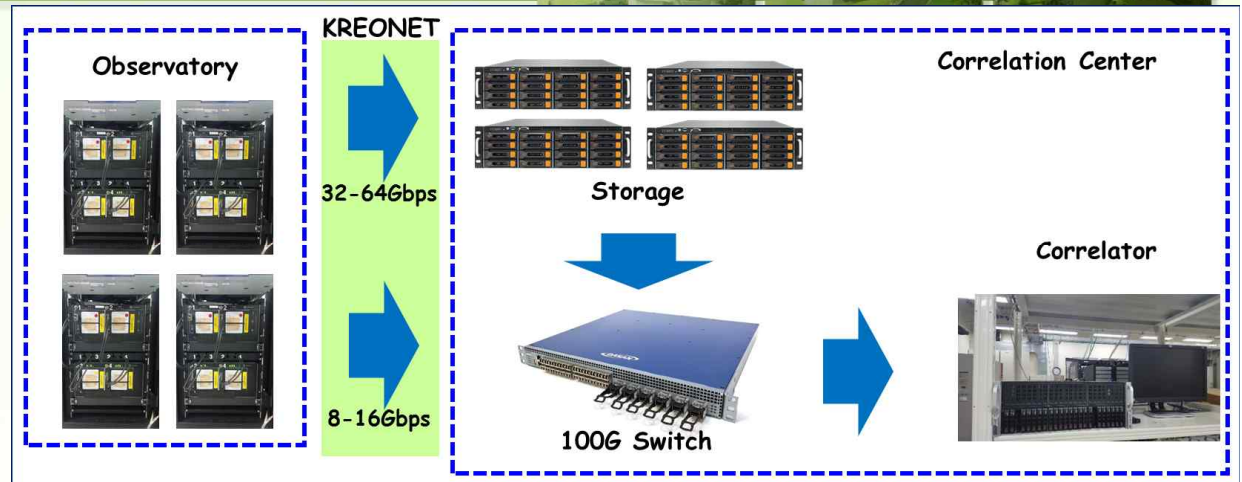 KREONET
Observatory
Correlation Center
32-64Gbps
Storage
Correlator
8-16Gbps
100G Switch